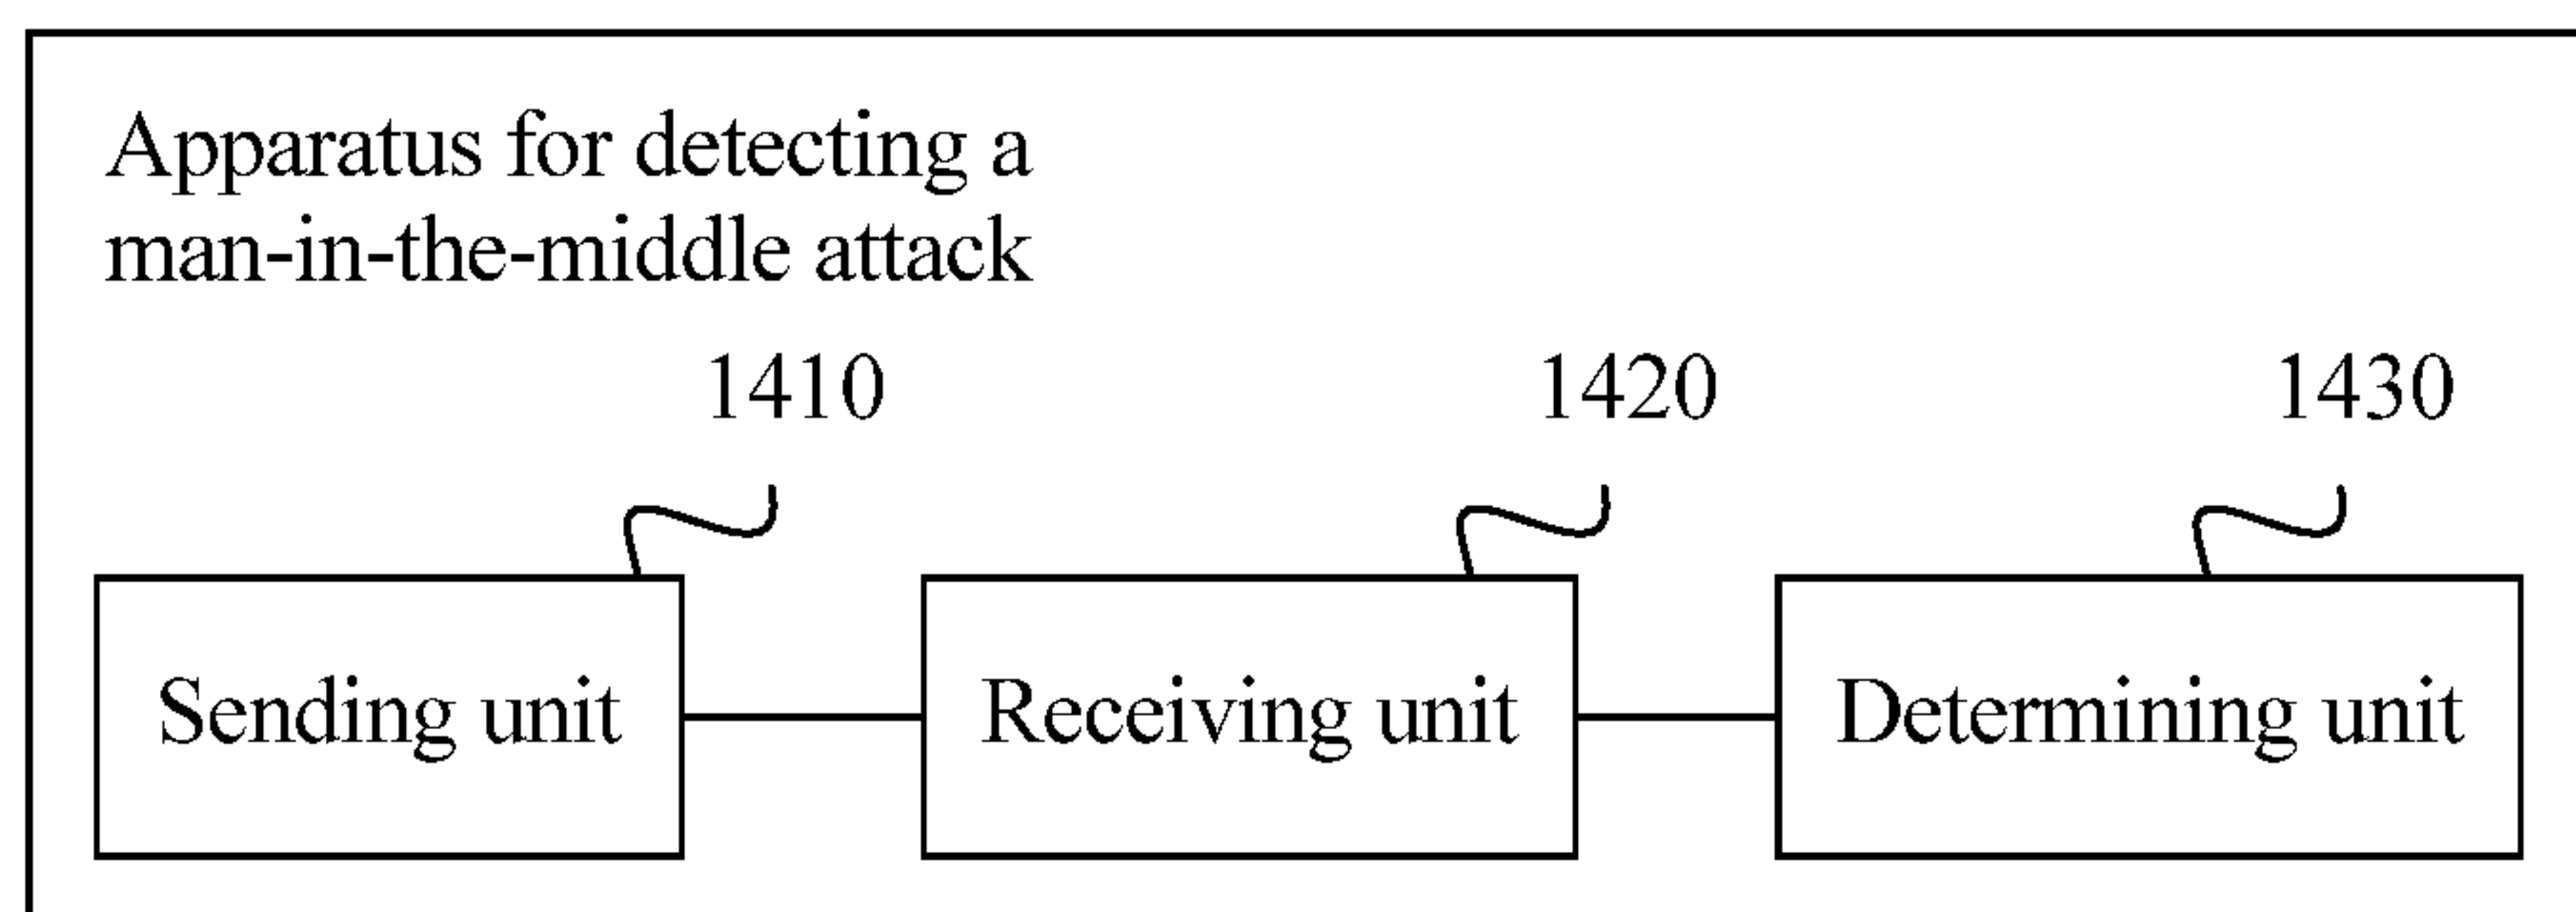 Apparatus for detecting a
man-in-the-middle attack
1410 1420 1430
Sending unit Receiving unit Determining unit